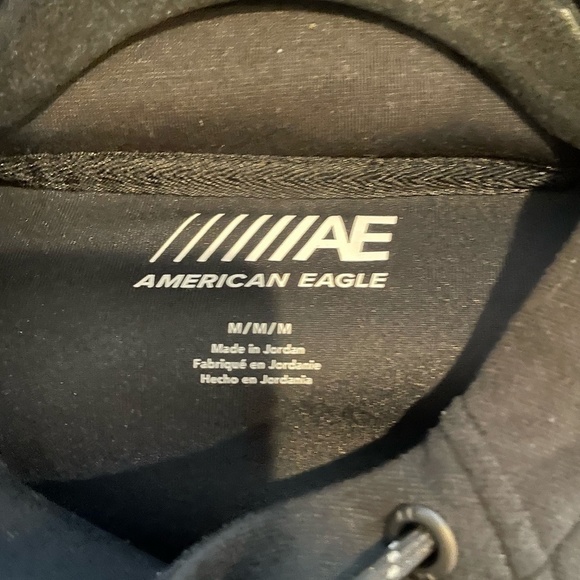 AE
AMERICAN EAGLE
M/M/M
Made in Jordan
Fabriqué en Jordanie
Hecho en Jordania